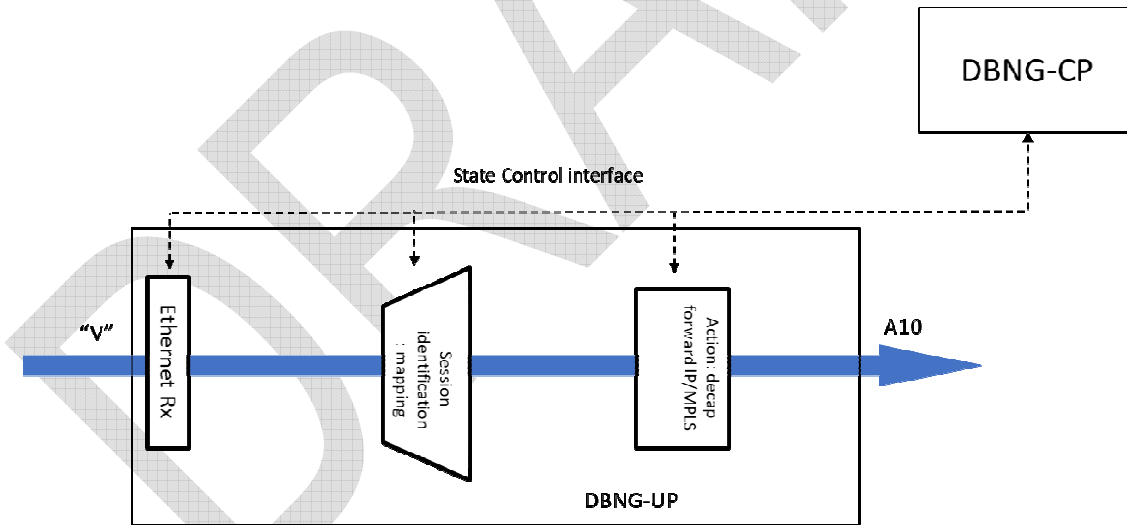 DRAFT
DBNG-CP
State Control interface
"V"
Ethernet Rx
Session
identification
: mapping
Action: decap
forward IP/MPLS
A10
DBNG-UP